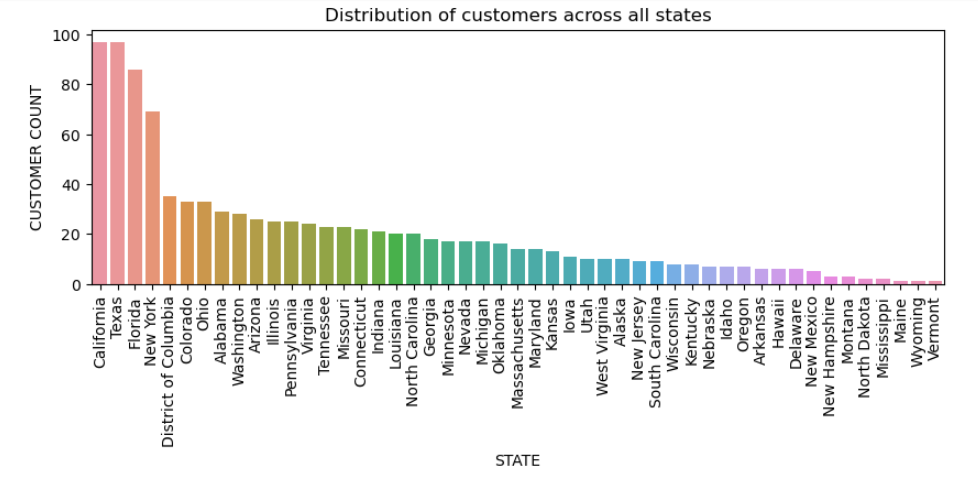 Distribution of customers across all states
CUSTOMER COUNT
100
80
60
40
20
0
California
Texas
Florida
New York
District of Columbia
Colorado
Ohio
Alabama
Washington
Arizona
Illinois
Pennsylvania
Virginia
Tennessee
Missouri
Connecticut
Indiana
Louisiana
North Carolina
Georgia
Minnesota
Nevada
Michigan
Oklahoma
Massachusetts
Maryland
Kansas
Iowa
Utah
West Virginia
Alaska
New Jersey
South Carolina
Wisconsin
Kentucky
Nebraska
Idaho
Oregon
Arkansas
Hawaii
Delaware
New Mexico
New Hampshire
Montana
North Dakota
Mississippi
Maine
Wyoming
Vermont
STATE